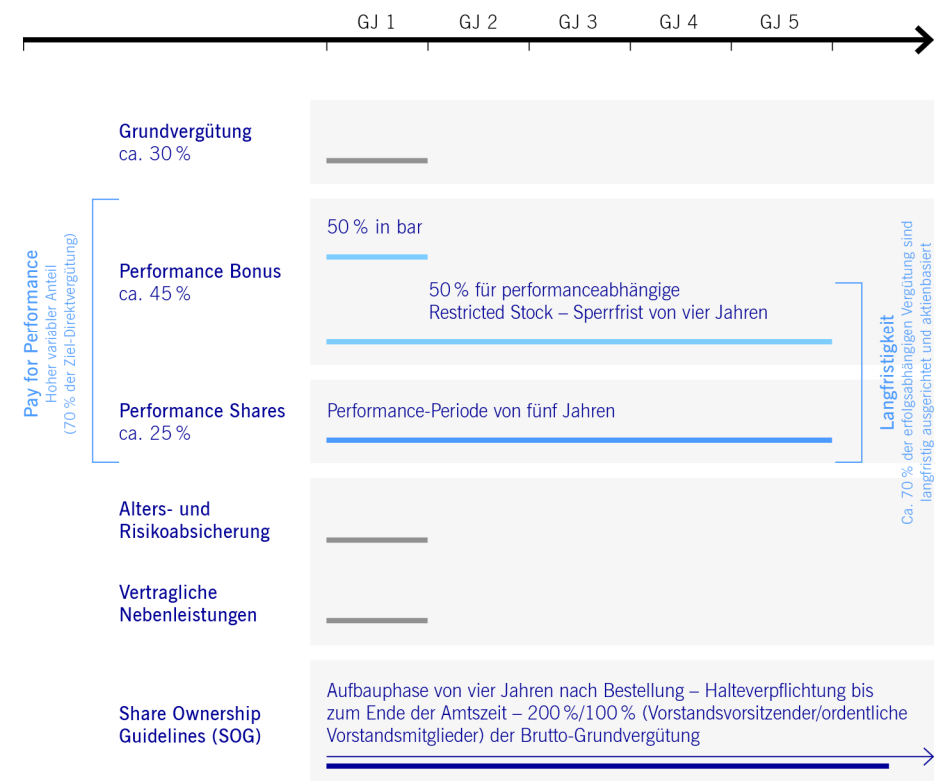 GJ 1 GJ 2 GJ 3 GJ 4 GJ 5
Grundvergütung
ca. 30 %
Pay for Performance
Hoher variabler Anteil
(70 % der Ziel-Direktvergütung)
Performance Bonus
ca. 45 %
50 % in bar
50 % für performanceabhängige
Restricted Stock – Sperrfrist von vier Jahren
Performance Shares
ca. 25 %
Performance-Periode von fünf Jahren
Langfristigkeit
Ca. 70 % der erfolgsabhängigen Vergütung sind
langfristig ausgerichtet und aktienbasiert
Alters- und
Risikoabsicherung
Vertragliche
Nebenleistungen
Share Ownership
Guidelines (SOG)
Aufbauphase von vier Jahren nach Bestellung – Halteverpflichtung bis
zum Ende der Amtszeit – 200 %/100 % (Vorstandsvorsitzender/ordentliche
Vorstandsmitglieder) der Brutto-Grundvergütung